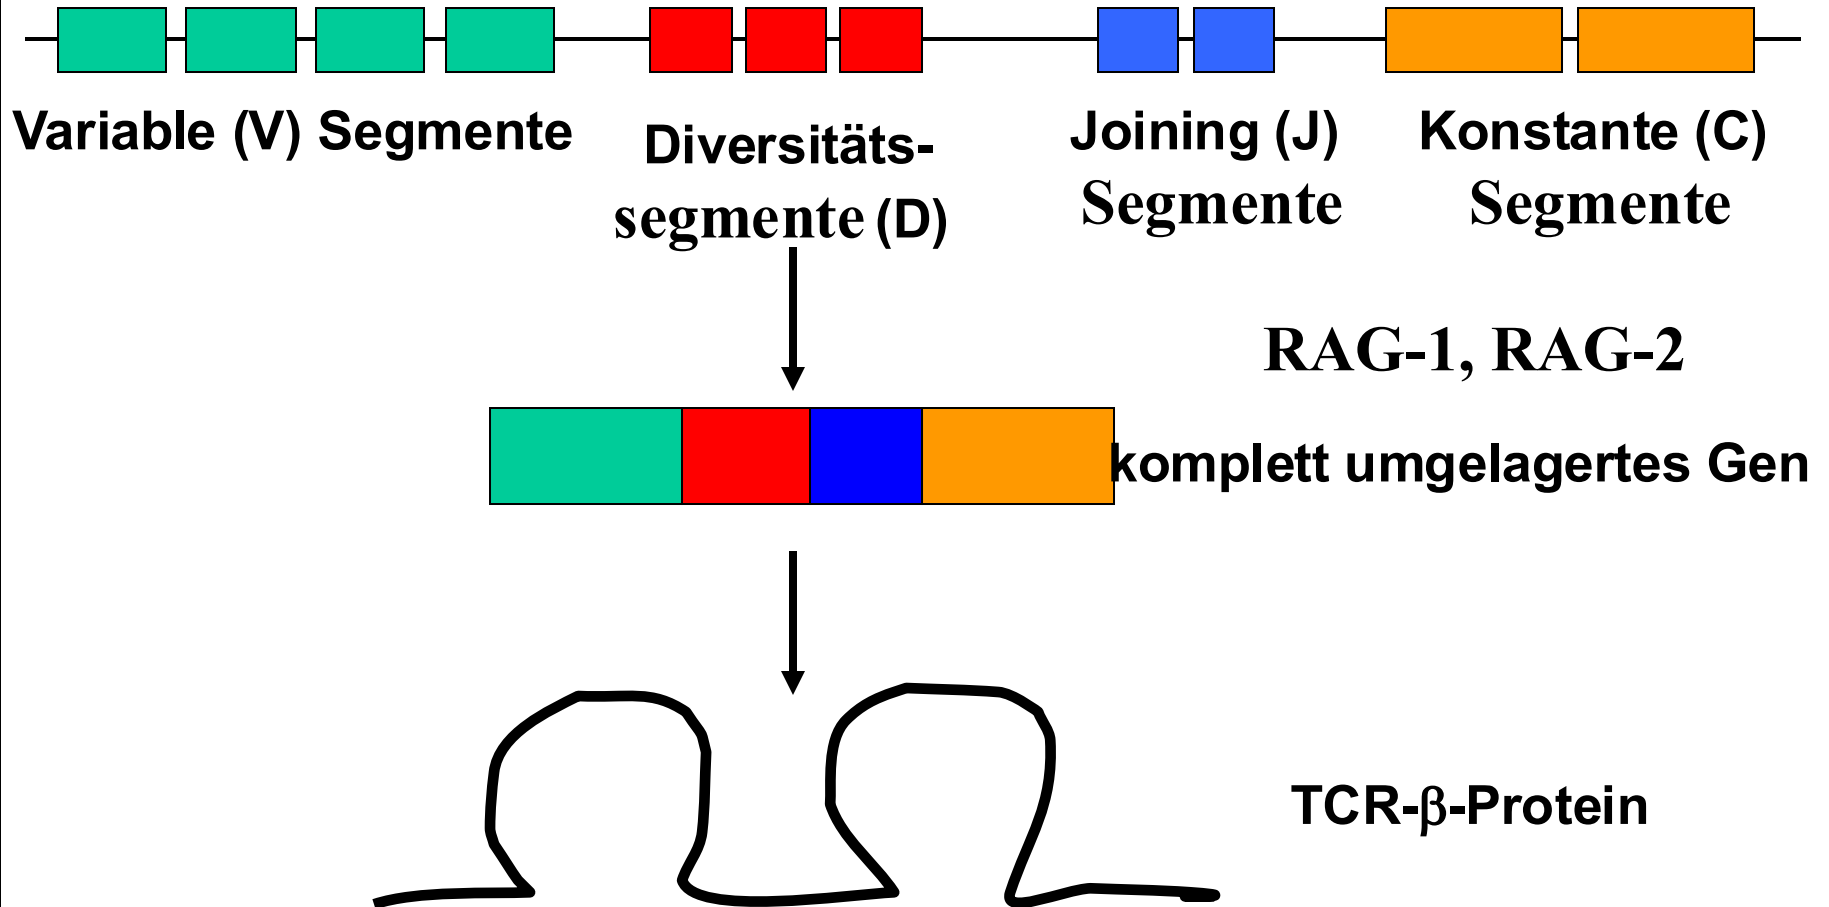 Variable (V) Segmente
Diversitäts-
segmente (D)
Joining (J)
Segmente
Konstante (C)
Segmente
RAG-1, RAG-2
komplett umgelagertes Gen
TCR-β-Protein